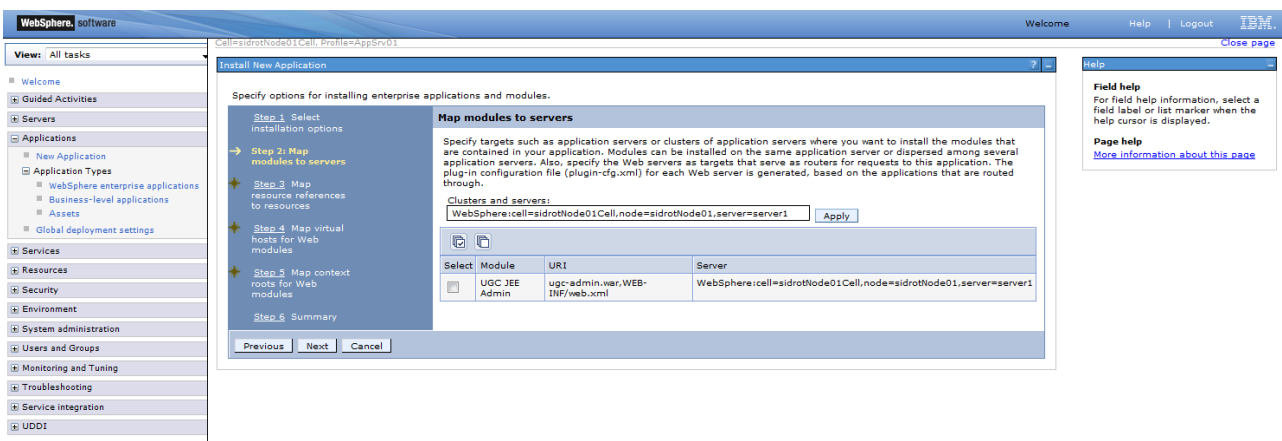 WebSphere. software
Welcome
Help | Logout
IBM.
Cell=sidrotNode01Cell, Profile=AppSrv01
Close page
View: All tasks
Welcome
Guided Activities
Servers
Applications
New Application
Application Types
WebSphere enterprise applications
Business-level applications
Assets
Global deployment settings
Services
Resources
Security
Environment
System administration
Users and Groups
Monitoring and Tuning
Troubleshooting
Service integration
UDDI
Install New Application
? -
Specify options for installing enterprise applications and modules.
Step 1 Select
installation options
Step 2: Map
modules to servers
Step 3 Map
resource references
to resources
Step 4 Map virtual
hosts for Web
modules
Step 5 Map context
roots for Web
modules
Step 6 Summary
Map modules to servers
Specify targets such as application servers or clusters of application servers where you want to install the modules that
are contained in your application. Modules can be installed on the same application server or dispersed among several
application servers. Also, specify the Web servers as targets that serve as routers for requests to this application. The
plug-in configuration file (plugin-cfg.xml) for each Web server is generated, based on the applications that are routed
through.
Clusters and servers:
WebSphere:cell=sidrotNode01Cell,node=sidrotNode01,server=server1
Apply
Select Module URI Server
UGC JEE
Admin
ugc-admin.war,WEB-
INF/web.xml
WebSphere:cell=sidrotNode01Cell,node=sidrotNode01,server=server1
Previous Next Cancel
Help
Field help
For field help information, select a
field label or list marker when the
help cursor is displayed.
Page help
More information about this page